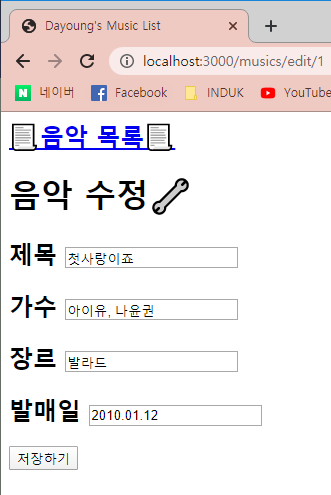 Dayoung's Music List
localhost:3000/musics/edit/1
네이버 Facebook INDUK YouTube
음악 목록
음악 수정
제목 첫사랑이죠
가수 아이유, 나윤권
장르 발라드
발매일 2010.01.12
저장하기